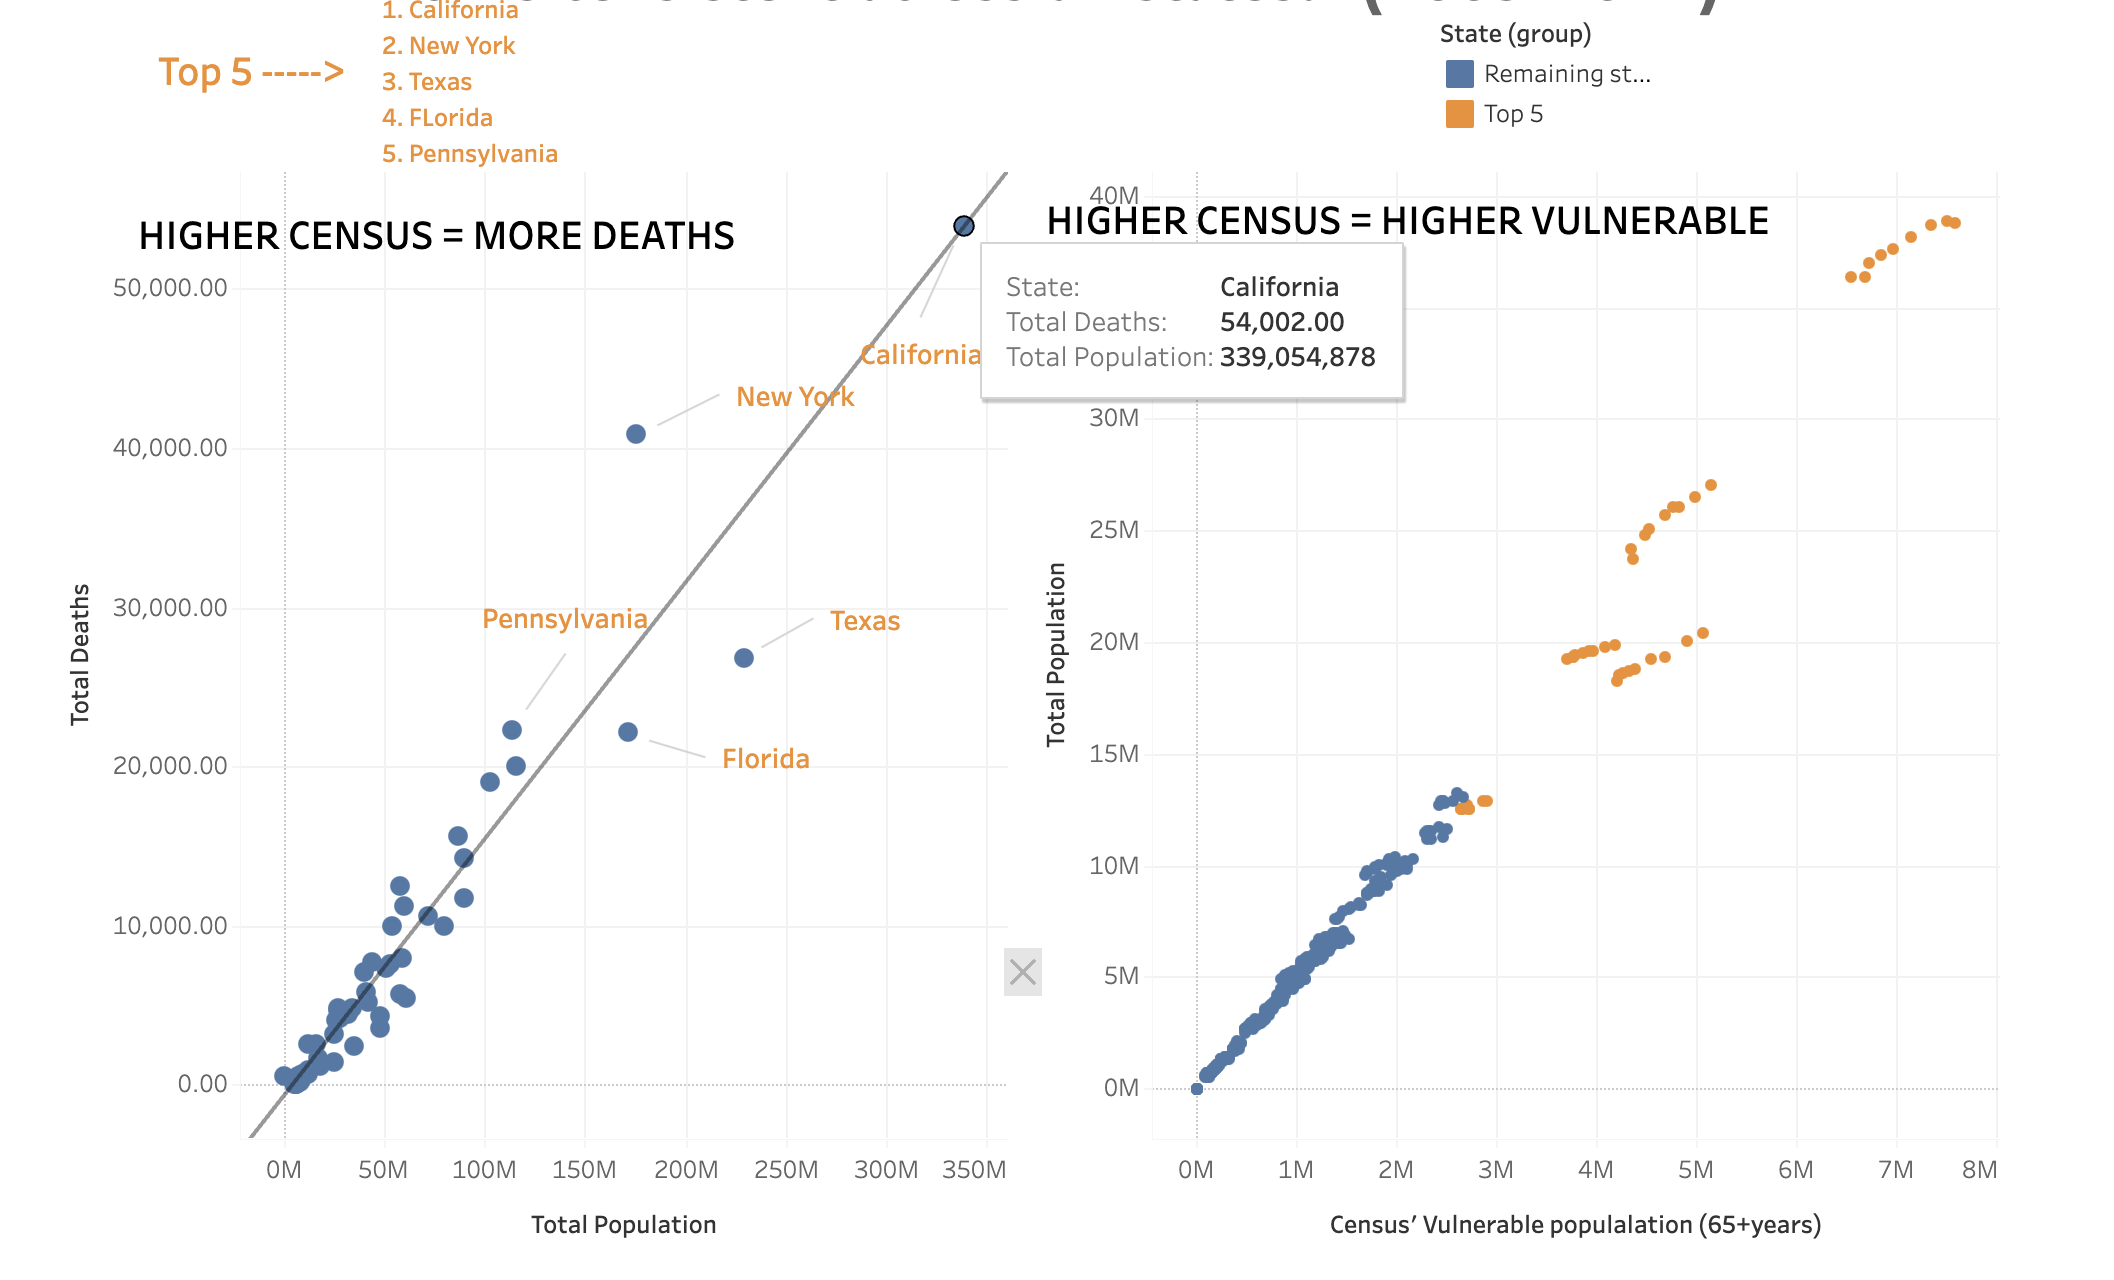 1. California
2. New York
Top 5 ----->
3. Texas
4. FLorida
5. Pennsylvania
State (group)
Remaining st...
Top 5
HIGHER CENSUS = MORE DEATHS
50,000.00
40,000.00
30,000.00
20,000.00
10,000.00
0.00
Total Deaths
California
New York
Pennsylvania
Texas
Florida
0M
50M
100M
150M
200M
250M
300M
350M
Total Population
State: California
Total Deaths: 54,002.00
Total Population: 339,054,878
HIGHER CENSUS = HIGHER VULNERABLE
40M
30M
25M
20M
15M
10M
5M
0M
Total Population
0M
1M
2M
3M
4M
5M
6M
7M
8M
Census' Vulnerable populalation (65+years)